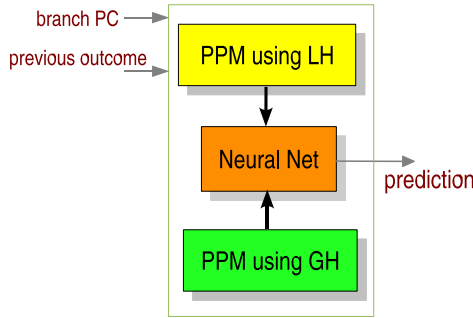 branch PC
previous outcome
PPM using LH
Neural Net
prediction
PPM using GH